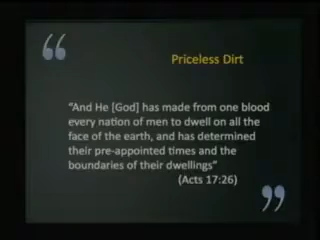 “
Priceless Dirt
“And He [God] has made from one blood
every nation of men to dwell on all the
face of the earth, and has determined
their pre-appointed times and the
boundaries of their dwellings”
(Acts 17:26)
”